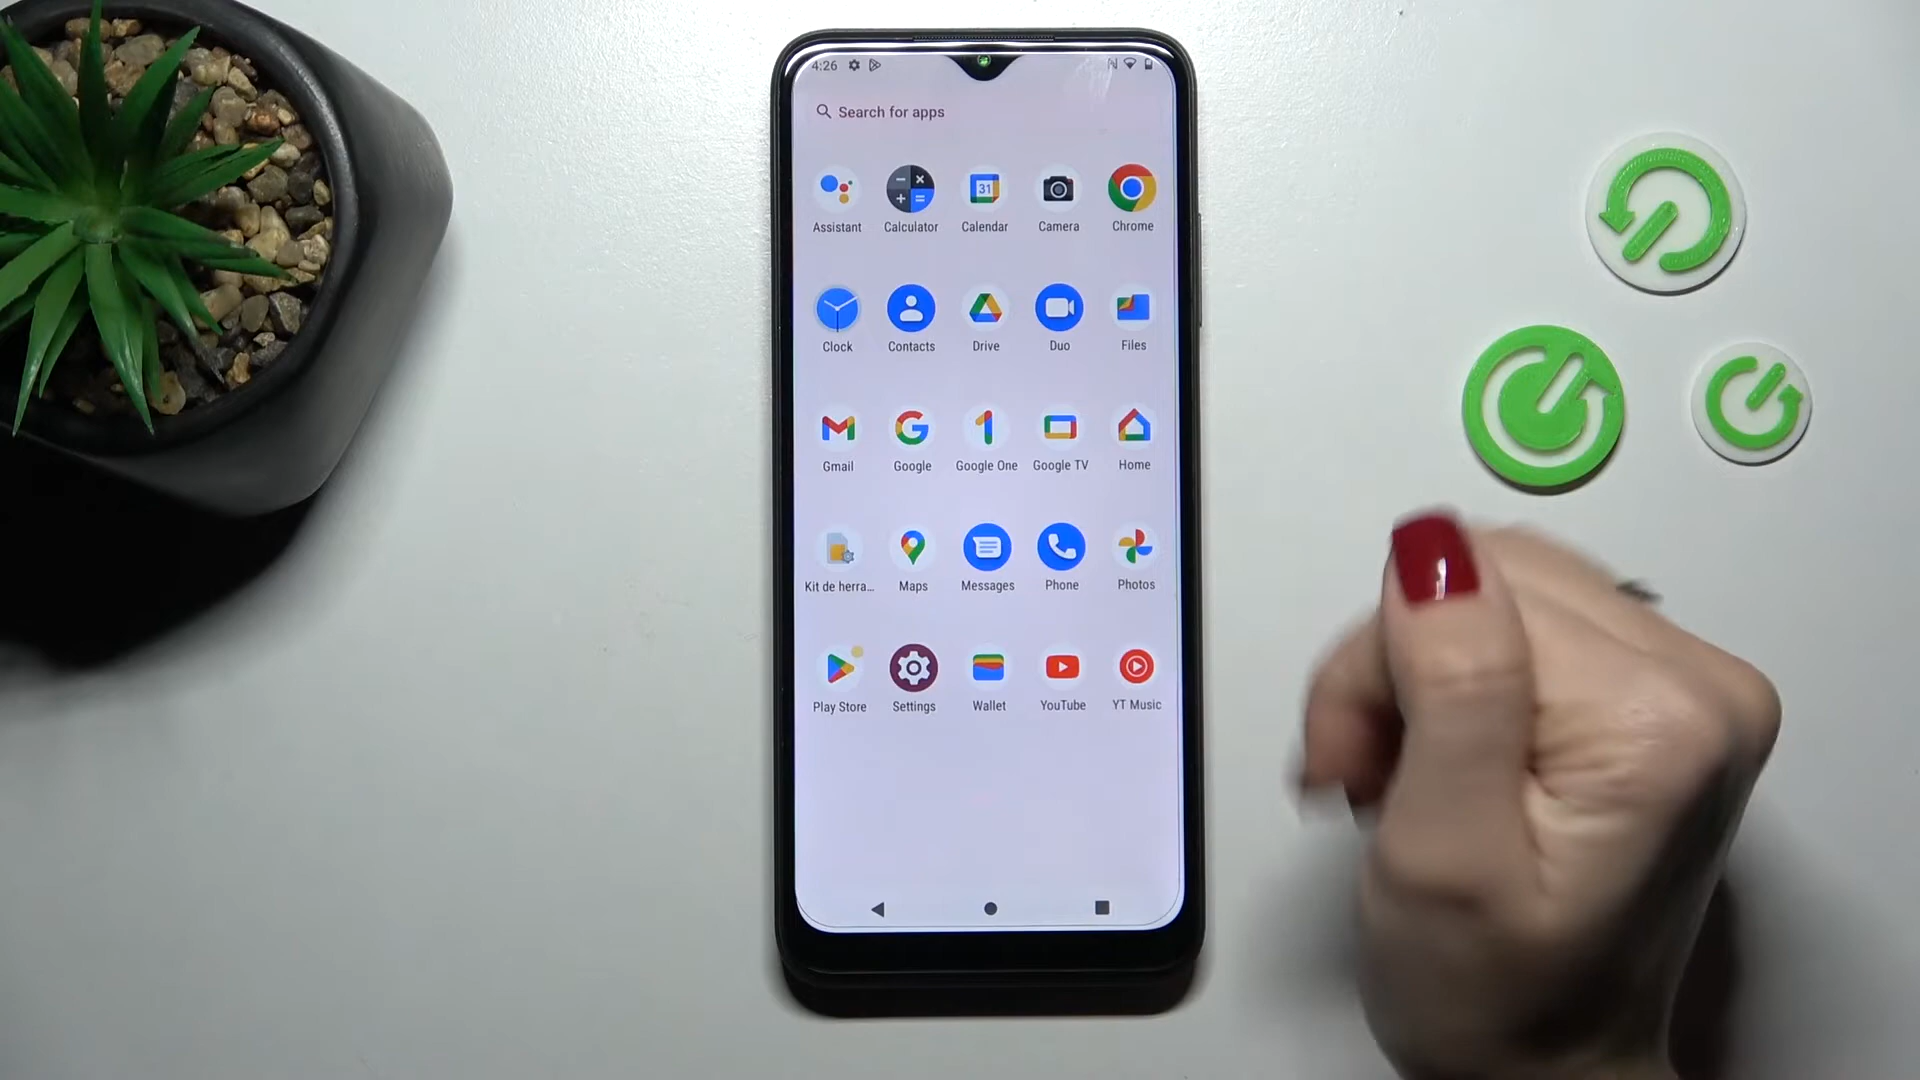 4:26
Search for apps
31
Assistant Calculator Calendar Camera Chrome
Clock Contacts Drive Duo Files
Gmail Google Google One Google TV Home
Kit de herra... Maps Messages Phone Photos
Play Store Settings Wallet YouTube YT Music